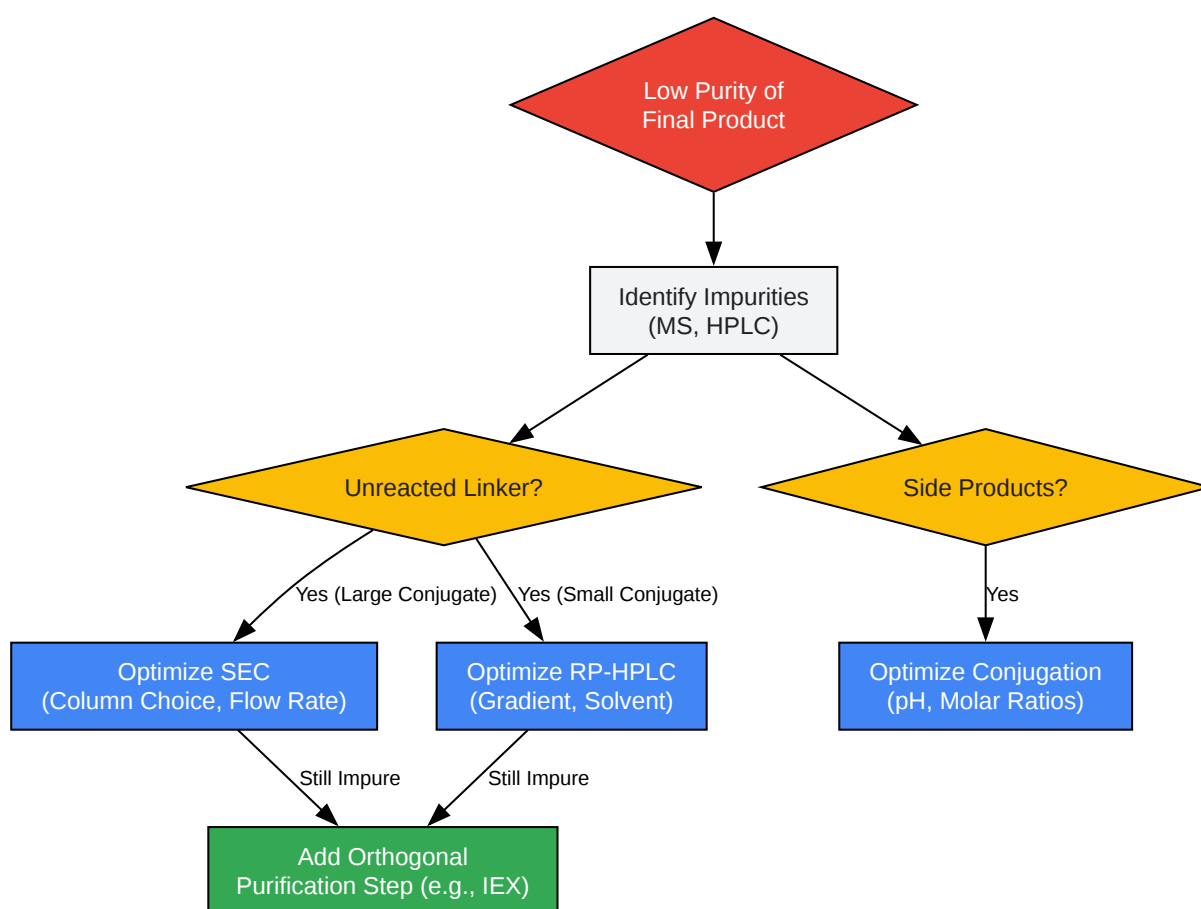 Low Purity of
Final Product
Identify Impurities
(MS, HPLC)
Unreacted Linker?
Side Products?
Yes (Large Conjugate)
Yes (Small Conjugate)
Yes
Optimize SEC
(Column Choice, Flow Rate)
Optimize RP-HPLC
(Gradient, Solvent)
Optimize Conjugation
(pH, Molar Ratios)
Still Impure
Still Impure
Add Orthogonal
Purification Step (e.g., IEX)